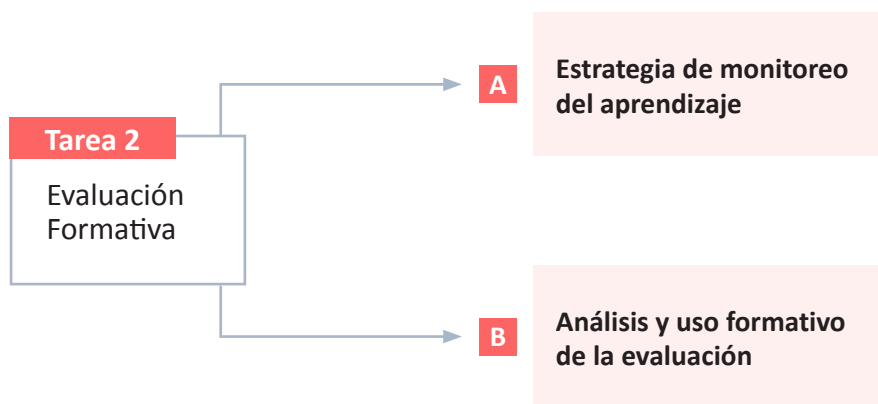 Tarea 2
Evaluación
Formativa
A
Estrategia de monitoreo
del aprendizaje
B
Análisis y uso formativo
de la evaluación